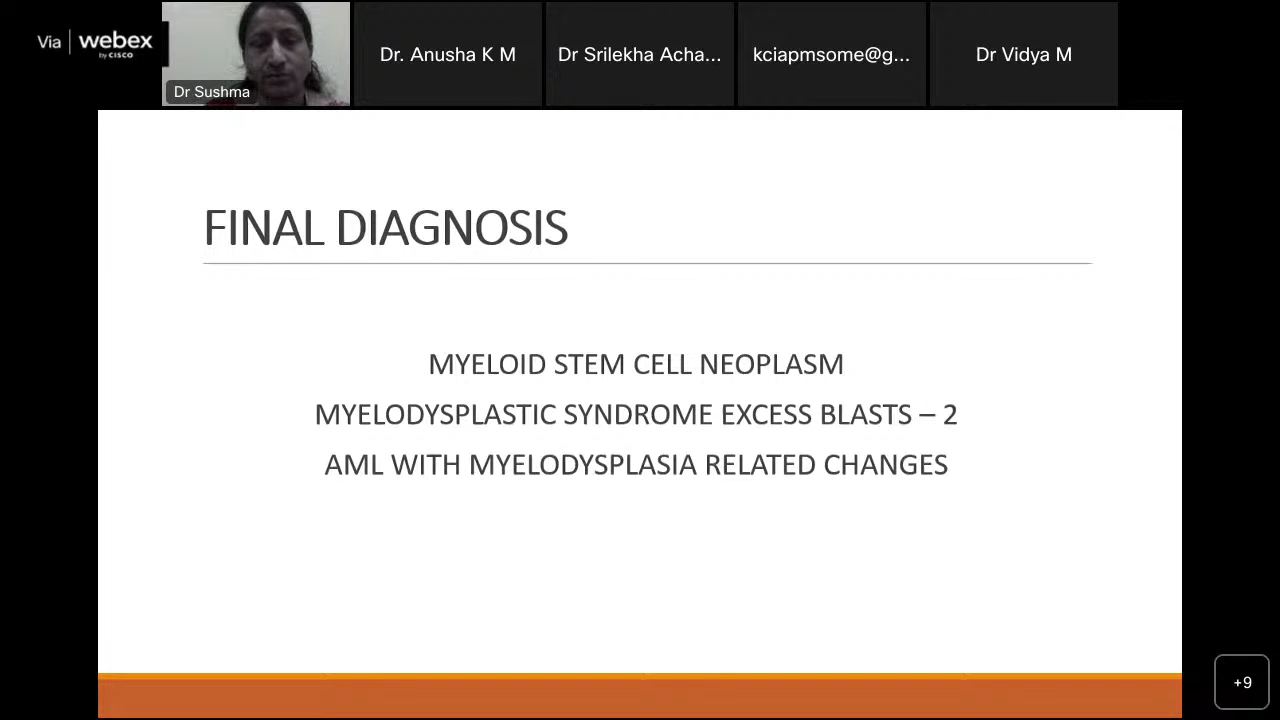 Via webex
by CISCO
Dr Sushma
Dr. Anusha K M
Dr Srilekha Acha...
kciapmsome@g...
Dr Vidya M
FINAL DIAGNOSIS
MYELOID STEM CELL NEOPLASM
MYELODYSPLASTIC SYNDROME EXCESS BLASTS – 2
AML WITH MYELODYSPLASIA RELATED CHANGES
+9